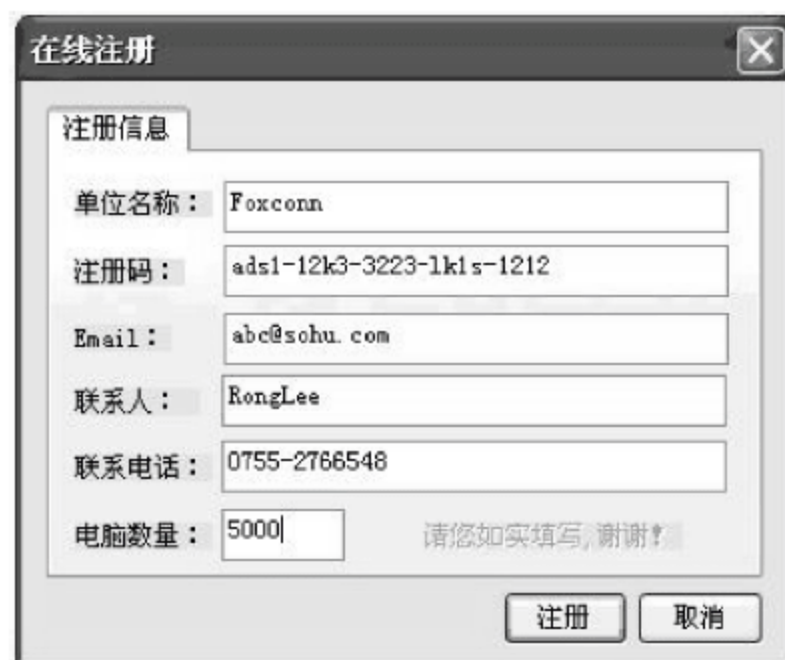 在线注册
注册信息
单位名称： Foxconn
注册码： ads1-12k3-3223-lk1s-1212
Email： abc@sohu.com
联系人： RongLee
联系电话： 0755-2766548
电脑数量： 5000 请您如实填写,谢谢!
注册 取消